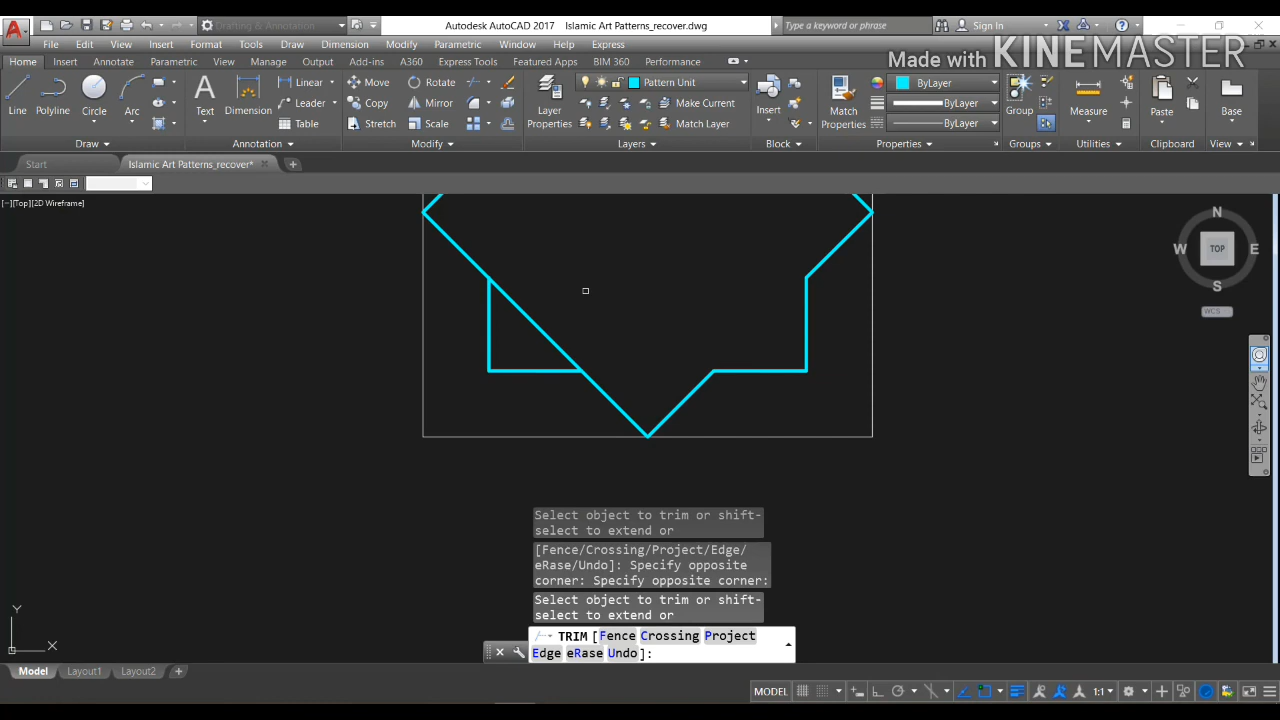 Drafting & Annotation
Autodesk AutoCAD 2017 Islamic Art Patterns_recover.dwg
Type a keyword or phrase
Sign In
File Edit View Insert Format Tools Draw Dimension Modify Parametric Window Help Express
Made with KINEMASTER
Home Insert Annotate Parametric View Manage Output Add-ins A360 Express Tools Featured Apps BIM 360 Performance
Line Polyline Circle Arc
Draw
Text Dimension
Linear
Leader
Table
Annotation
Move Rotate
Copy Mirror
Stretch Scale
Modify
Layer
Properties
Pattern Unit
Make Current
Match Layer
Layers
Insert
Block
Match
Properties
ByLayer
ByLayer
ByLayer
Properties
Group
Groups
Measure
Utilities
Paste
Clipboard
Base
View
Start Islamic Art Patterns_recover*
[−][Top][2D Wireframe]
N
W TOP E
S
WCS
Select object to trim or shift-
select to extend or
[Fence/Crossing/Project/Edge/
eRase/Undo]: Specify opposite
corner: Specify opposite corner:
Select object to trim or shift-
select to extend or
TRIM [Fence Crossing Project
Edge eRase Undo]:
Y
X
Model Layout1 Layout2
MODEL 1:1